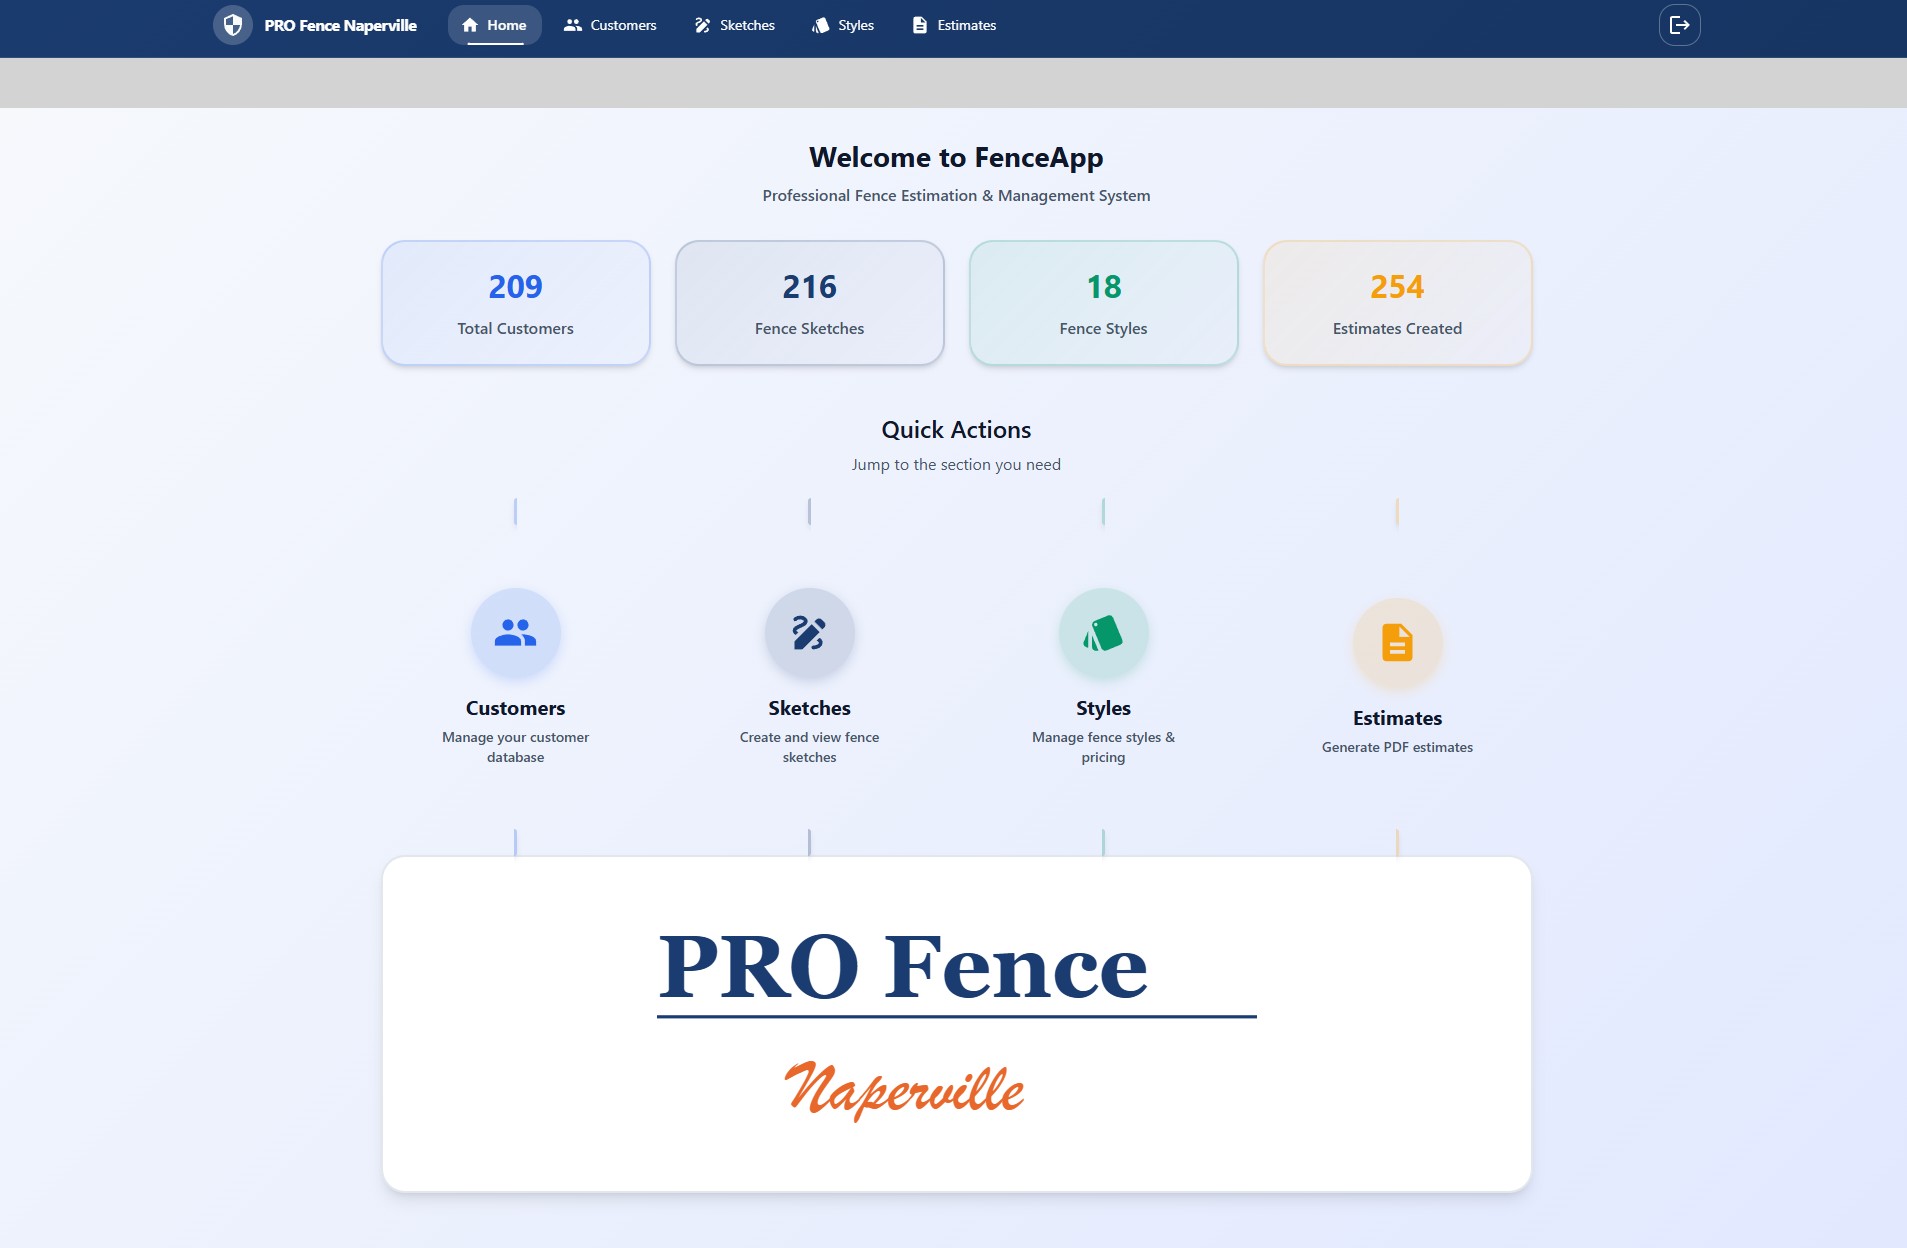 PRO Fence Naperville
Home
Customers
Sketches
Styles
Estimates
Welcome to FenceApp
Professional Fence Estimation & Management System
209
Total Customers
216
Fence Sketches
18
Fence Styles
254
Estimates Created
Quick Actions
Jump to the section you need
Customers
Manage your customer
database
Sketches
Create and view fence
sketches
Styles
Manage fence styles &
pricing
Estimates
Generate PDF estimates
PRO Fence
Naperville